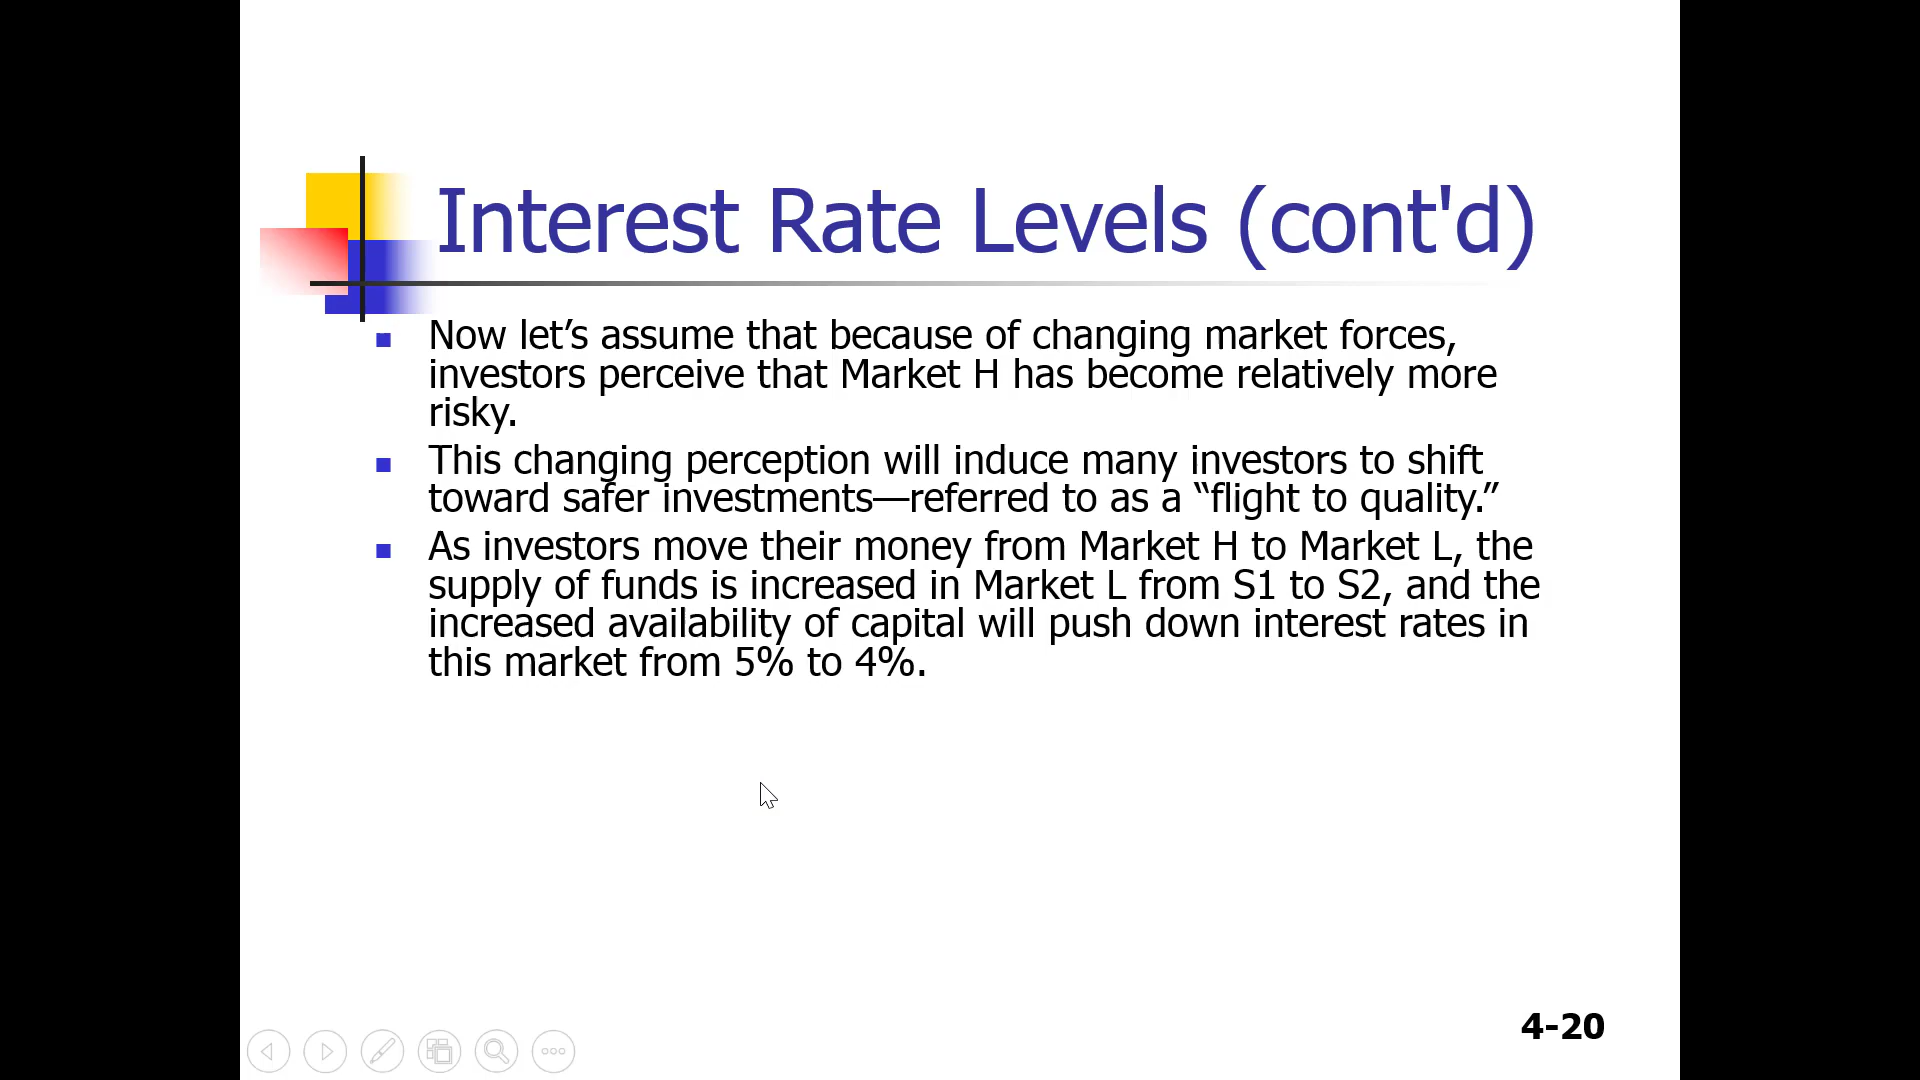 Interest Rate Levels (cont'd)
Now let’s assume that because of changing market forces,
investors perceive that Market H has become relatively more
risky.
This changing perception will induce many investors to shift
toward safer investments—referred to as a “flight to quality.”
As investors move their money from Market H to Market L, the
supply of funds is increased in Market L from S1 to S2, and the
increased availability of capital will push down interest rates in
this market from 5% to 4%.
4-20